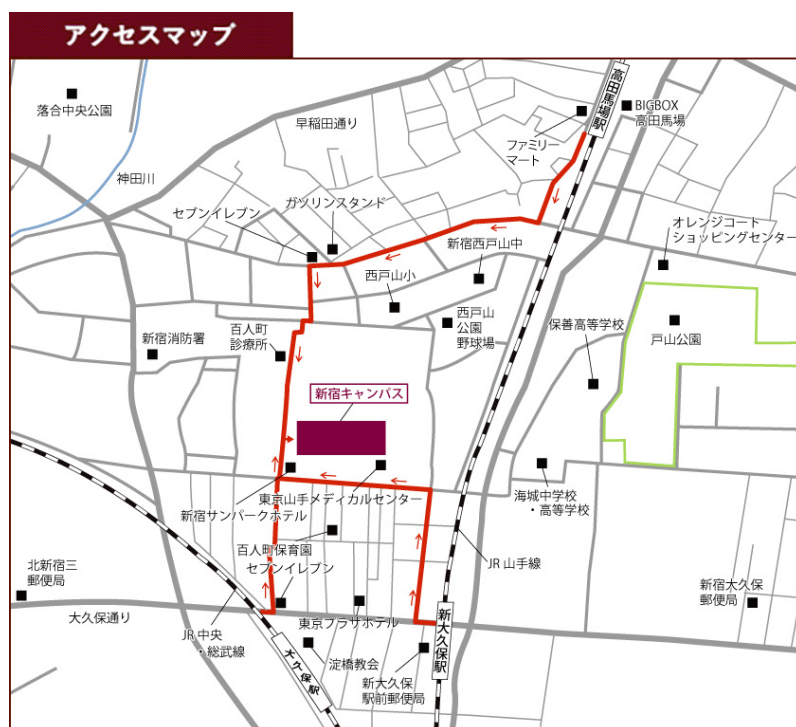 アクセスマップ
落合中央公園
神田川
早稲田通り
高田馬場駅
BIGBOX
高田馬場
ファミリー
マート
セブンイレブン
ガソリンスタンド
新宿西戸山中
オレンジコート
ショッピングセンター
西戸山小
西戸山
公園
野球場
新宿消防署
百人町
診療所
保善高等学校
戸山公園
新宿キャンパス
東京山手メディカルセンター
新宿サンパークホテル
海城中学校
・高等学校
百人町保育園
セブンイレブン
JR 山手線
北新宿三
郵便局
大久保通り
新宿大久保
郵便局
東京プラザホテル
新大久保駅
JR 中央
・総武線
大久保駅
淀橋教会
新大久保
駅前郵便局